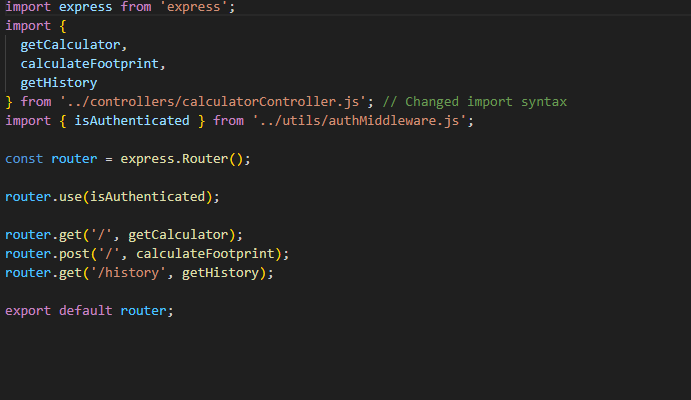 import express from 'express';
import {
  getCalculator,
  calculateFootprint,
  getHistory
} from '../controllers/calculatorController.js'; // Changed import syntax
import { isAuthenticated } from '../utils/authMiddleware.js';
const router = express.Router();
router.use(isAuthenticated);
router.get('/', getCalculator);
router.post('/', calculateFootprint);
router.get('/history', getHistory);
export default router;